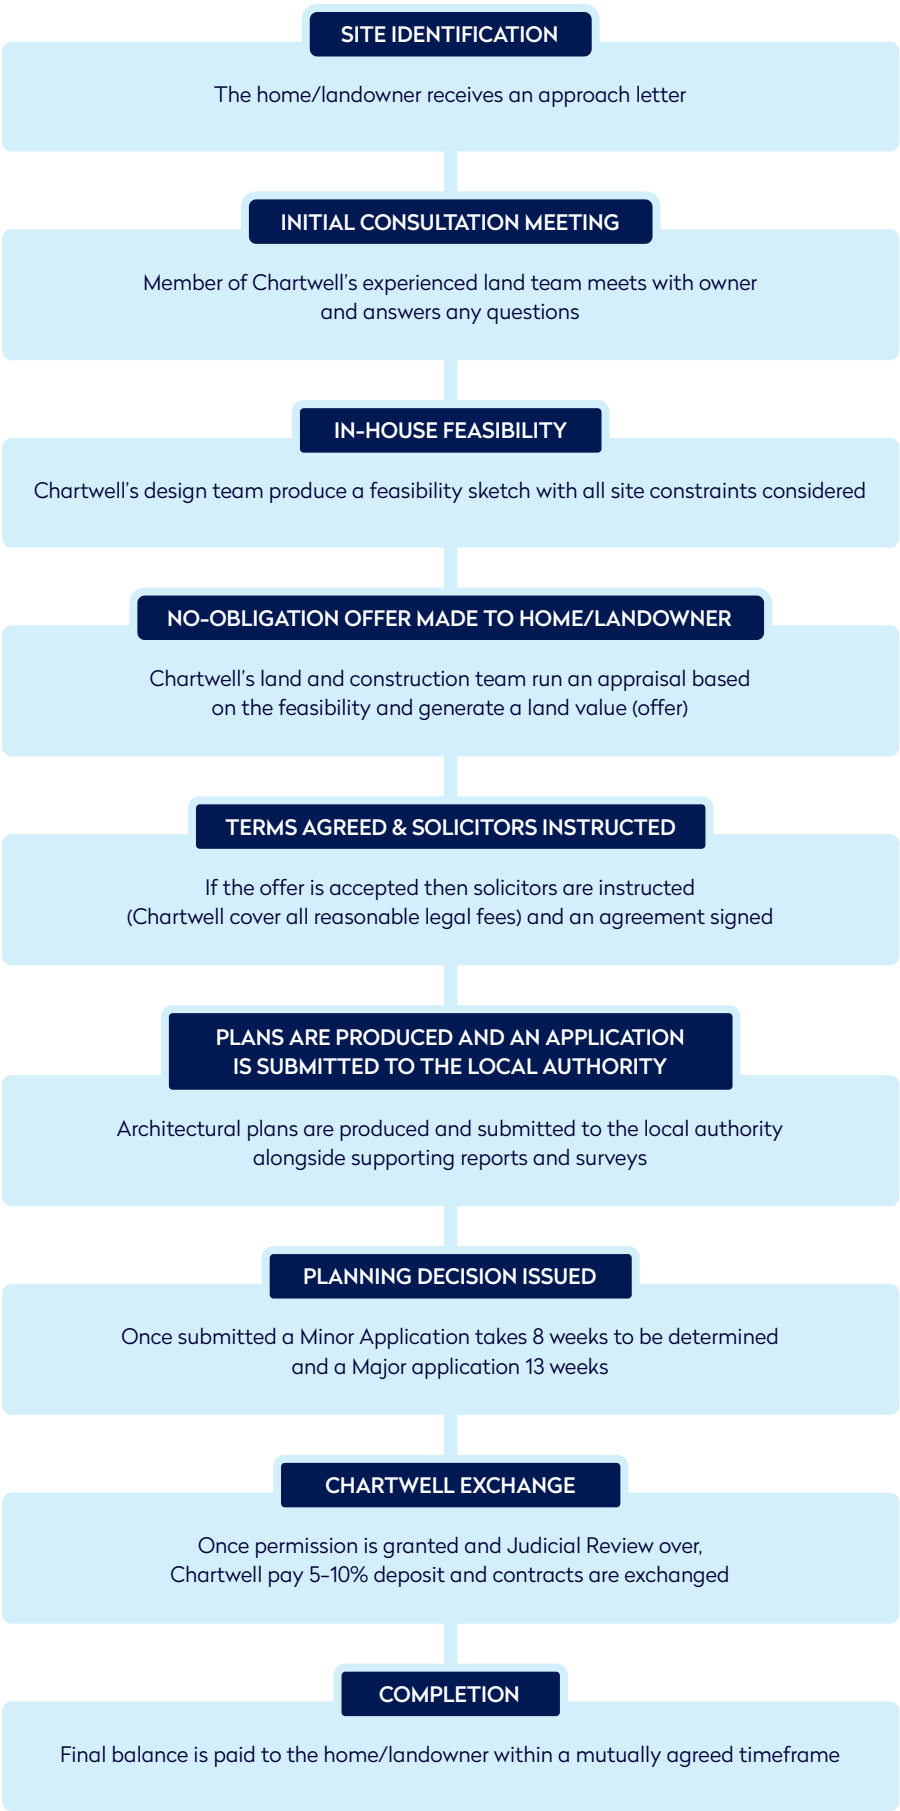 SITE IDENTIFICATION
The home/landowner receives an approach letter
INITIAL CONSULTATION MEETING
Member of Chartwell's experienced land team meets with owner
and answers any questions
IN-HOUSE FEASIBILITY
Chartwell's design team produce a feasibility sketch with all site constraints considered
NO-OBLIGATION OFFER MADE TO HOME/LANDOWNER
Chartwell's land and construction team run an appraisal based
on the feasibility and generate a land value (offer)
TERMS AGREED & SOLICITORS INSTRUCTED
If the offer is accepted then solicitors are instructed
(Chartwell cover all reasonable legal fees) and an agreement signed
PLANS ARE PRODUCED AND AN APPLICATION
IS SUBMITTED TO THE LOCAL AUTHORITY
Architectural plans are produced and submitted to the local authority
alongside supporting reports and surveys
PLANNING DECISION ISSUED
Once submitted a Minor Application takes 8 weeks to be determined
and a Major application 13 weeks
CHARTWELL EXCHANGE
Once permission is granted and Judicial Review over,
Chartwell pay 5-10% deposit and contracts are exchanged
COMPLETION
Final balance is paid to the home/landowner within a mutually agreed timeframe